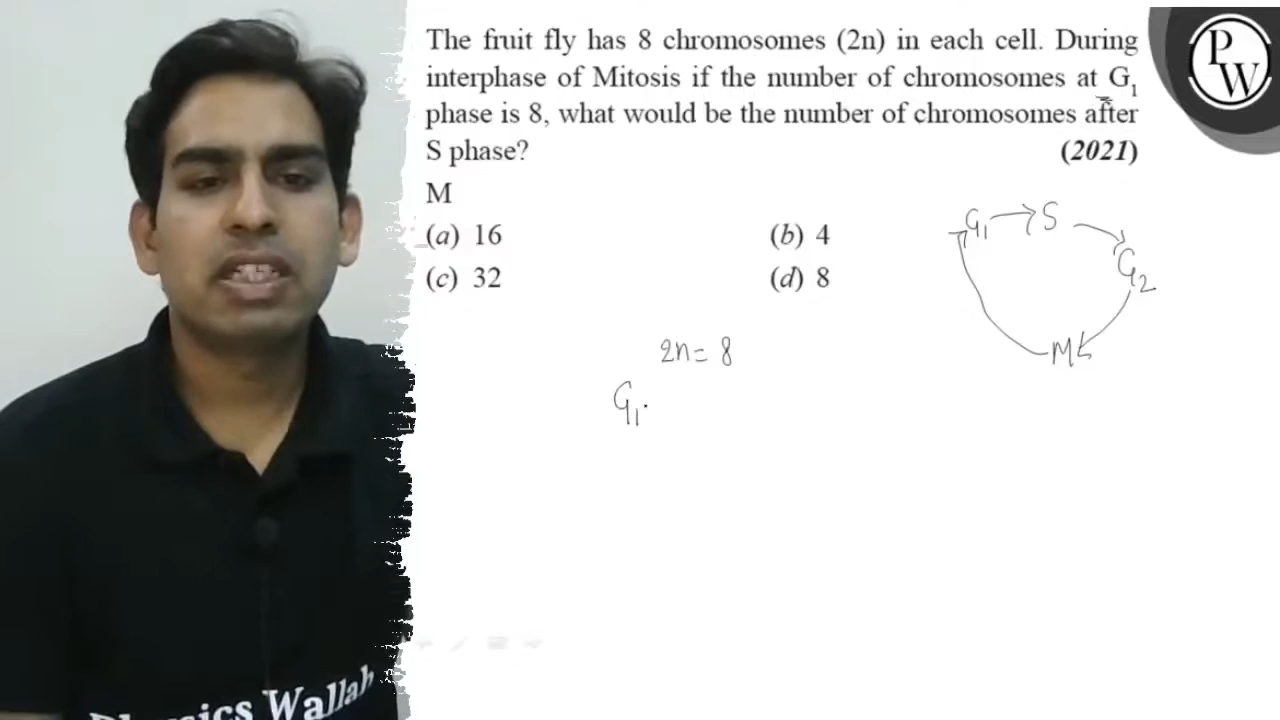 The fruit fly has 8 chromosomes (2n) in each cell. During
interphase of Mitosis if the number of chromosomes at G₁
phase is 8, what would be the number of chromosomes after
S phase? (2021)
M
(a) 16 (b) 4
(c) 32 (d) 8
G₁ → S
G₂
M
2n = 8
G₁
PW
Physics Wallah